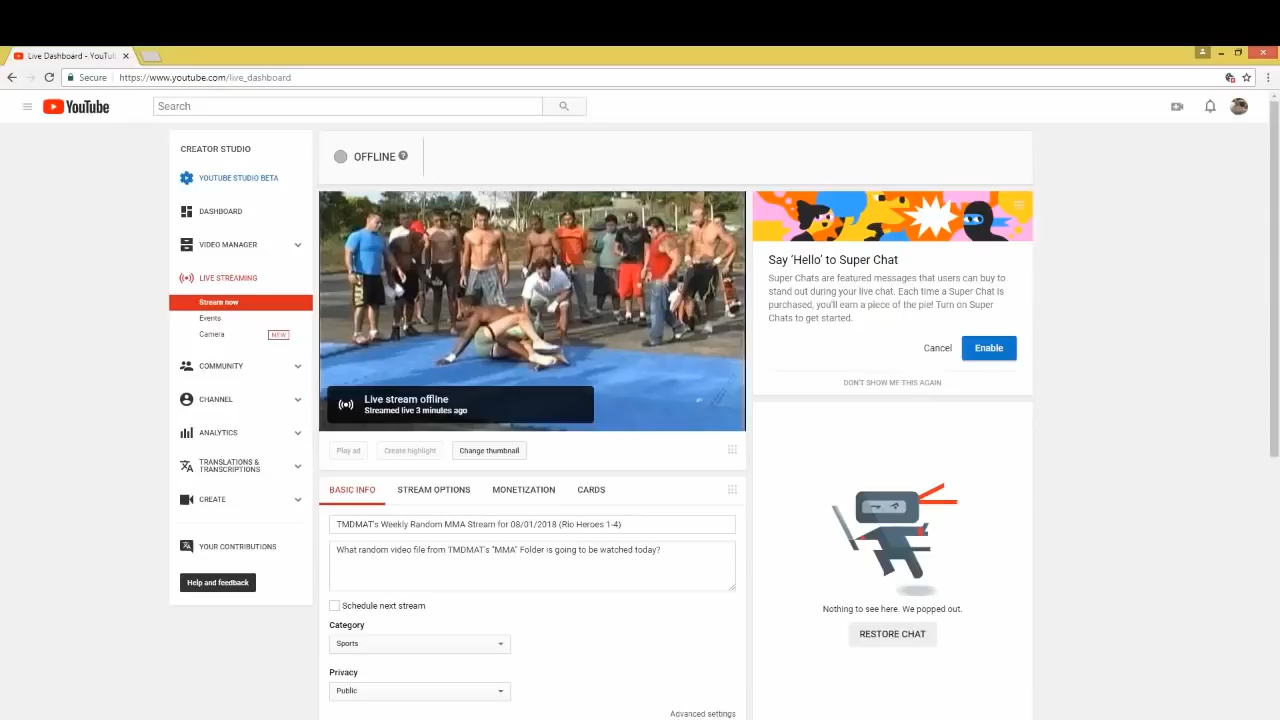 Live Dashboard - YouTu
Secure
https://www.youtube.com/live_dashboard
YouTube
Search
CREATOR STUDIO
YOUTUBE STUDIO BETA
DASHBOARD
VIDEO MANAGER
LIVE STREAMING
Stream now
Events
Camera
NEW
COMMUNITY
CHANNEL
ANALYTICS
TRANSLATIONS &
TRANSCRIPTIONS
CREATE
YOUR CONTRIBUTIONS
Help and feedback
OFFLINE
Live stream offline
Streamed live 3 minutes ago
Play ad
Create highlight
Change thumbnail
BASIC INFO
STREAM OPTIONS
MONETIZATION
CARDS
TMDMAT's Weekly Random MMA Stream for 08/01/2018 (Rio Heroes 1-4)
What random video file from TMDMAT's "MMA" Folder is going to be watched today?
Schedule next stream
Category
Sports
Privacy
Public
Advanced settings
Say 'Hello' to Super Chat
Super Chats are featured messages that users can buy to
stand out during your live chat. Each time a Super Chat is
purchased, you'll earn a piece of the pie! Turn on Super
Chats to get started.
Cancel
Enable
DON'T SHOW ME THIS AGAIN
Nothing to see here. We popped out.
RESTORE CHAT